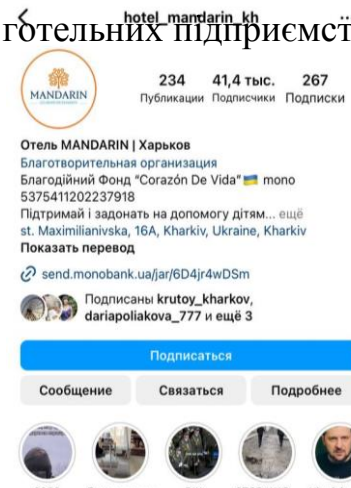 hotel_mandarin_kh
готельних підприємст
MANDARIN
234 41,4 тыс. 267
Публикации Подписчики Подписки
Отель MANDARIN | Харьков
Благотворительная организация
Благодійний Фонд "Corazón De Vida"🇺🇦 mono
5375411202237918
Підтримай і задонать на допомогу дітям... ещё
st. Maximilianivska, 16A, Kharkiv, Ukraine, Kharkiv
Показать перевод
send.monobank.ua/jar/6D4jr4wDSm
Подписаны krutoy_kharkov,
dariapoliakova_777 и ещё 3
Подписаться
Сообщение Связаться Подробнее